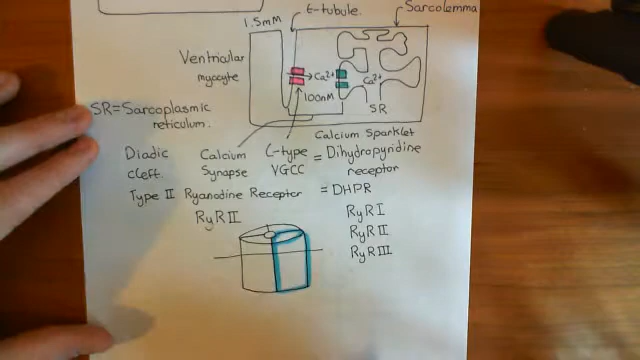 1.5mM
t-tubule.
Sarcolemma
Ventricular
myocyte
Ca2+
Ca2+
100nM
SR
SR=Sarcoplasmic
reticulum.
Calcium Sparklet
Diadic
cleft.
Calcium
Synapse
L-type
VGCC
= Dihydropyridine
receptor
Type II Ryanodine Receptor
= DHPR
RyR II
RyR I
RyR II
RyR III